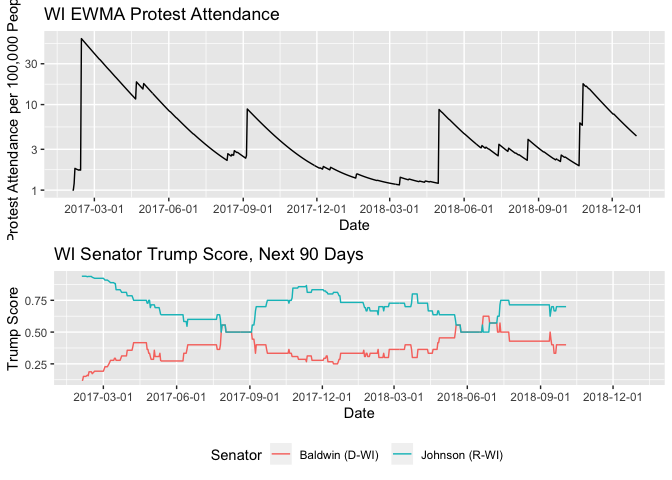 WI EWMA Protest Attendance
Protest Attendance per 100,000 Peop
30
10
3
1
2017-03-01 2017-06-01 2017-09-01 2017-12-01 2018-03-01 2018-06-01 2018-09-01 2018-12-01
Date
WI Senator Trump Score, Next 90 Days
Trump Score
0.75
0.50
0.25
2017-03-01 2017-06-01 2017-09-01 2017-12-01 2018-03-01 2018-06-01 2018-09-01 2018-12-01
Date
Senator Baldwin (D-WI) Johnson (R-WI)